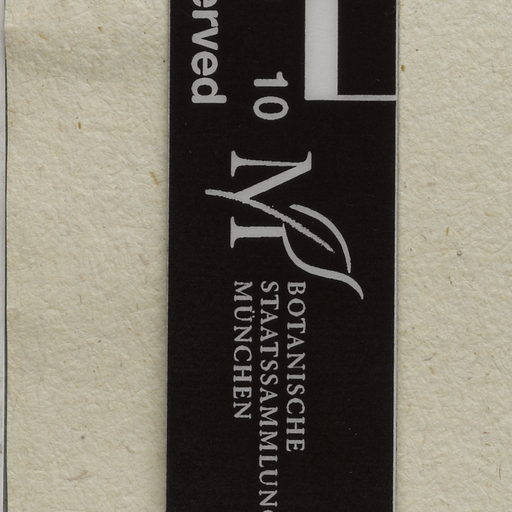 erved
10
M
BOTANISCHE
STAATSSAMMLUNG
MÜNCHEN